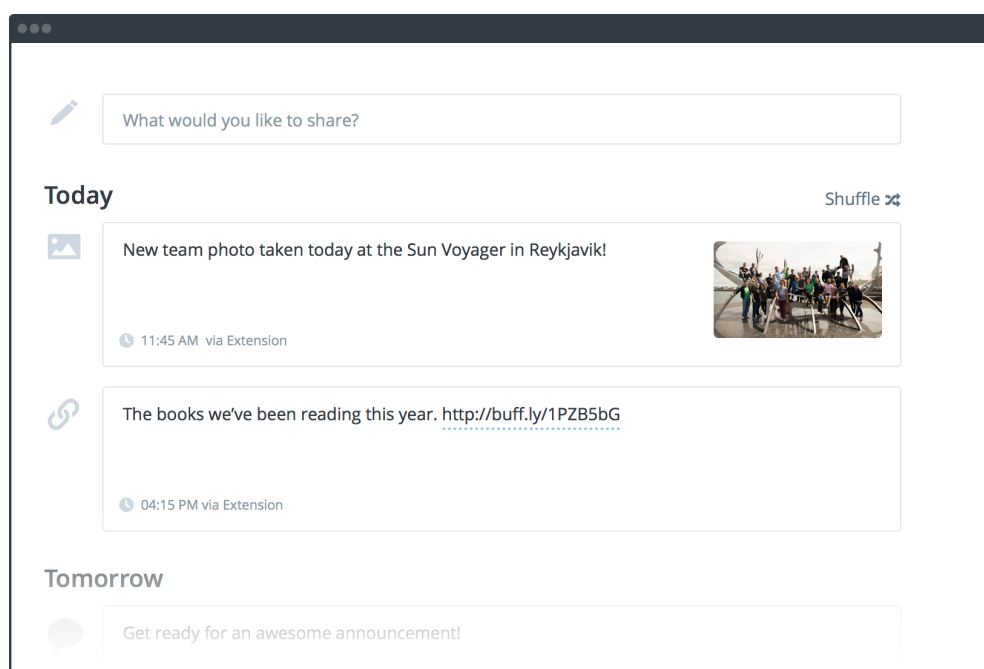 What would you like to share?
Today
Shuffle
New team photo taken today at the Sun Voyager in Reykjavik!
11:45 AM via Extension
The books we’ve been reading this year. http://buff.ly/1PZB5bG
04:15 PM via Extension
Tomorrow
Get ready for an awesome announcement!